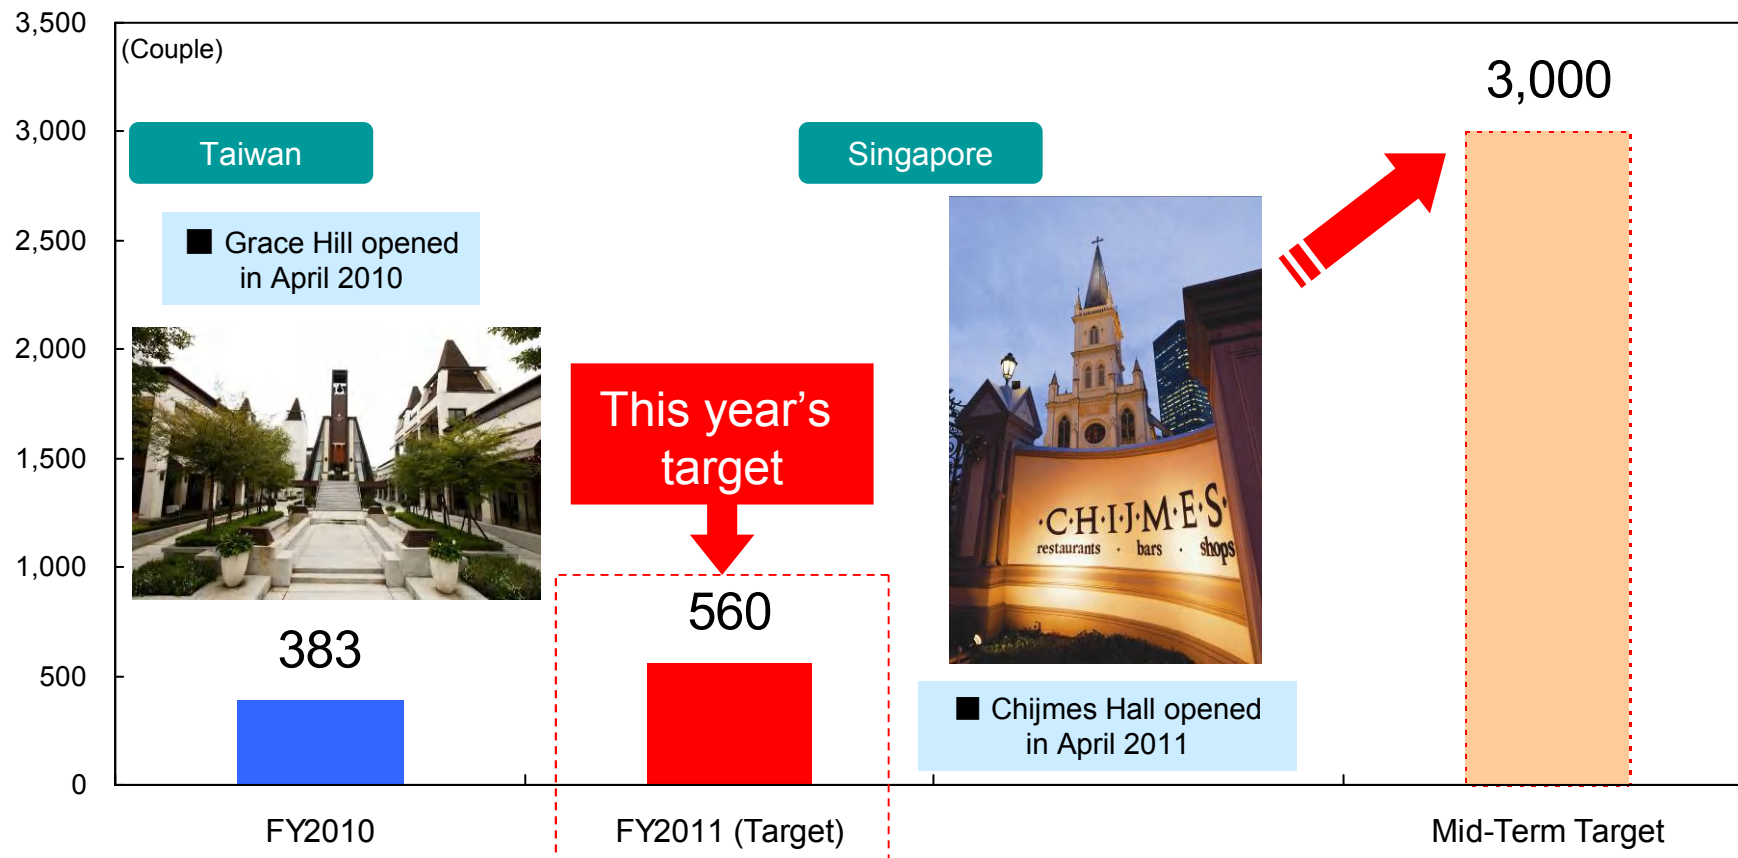 3,500
3,000
2,500
2,000
1,500
1,000
500
0
(Couple)
Taiwan
■ Grace Hill opened
in April 2010
383
This year's
target
560
Singapore
·C·H·I·J·M·E·S·
restaurants · bars · shops
■ Chijmes Hall opened
in April 2011
3,000
FY2010
FY2011 (Target)
Mid-Term Target